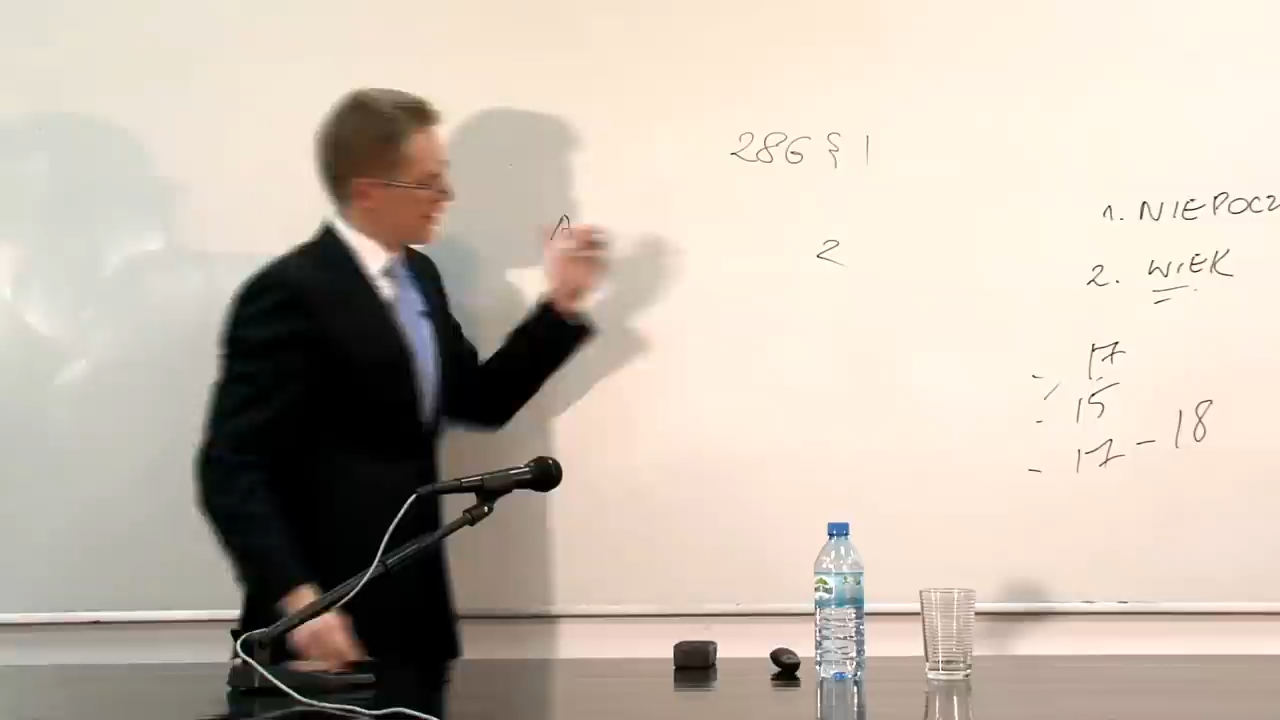 286 § 1
A
2
1. NIEPOCZ
2. WIEK
- 17
- 15
- 17 - 18